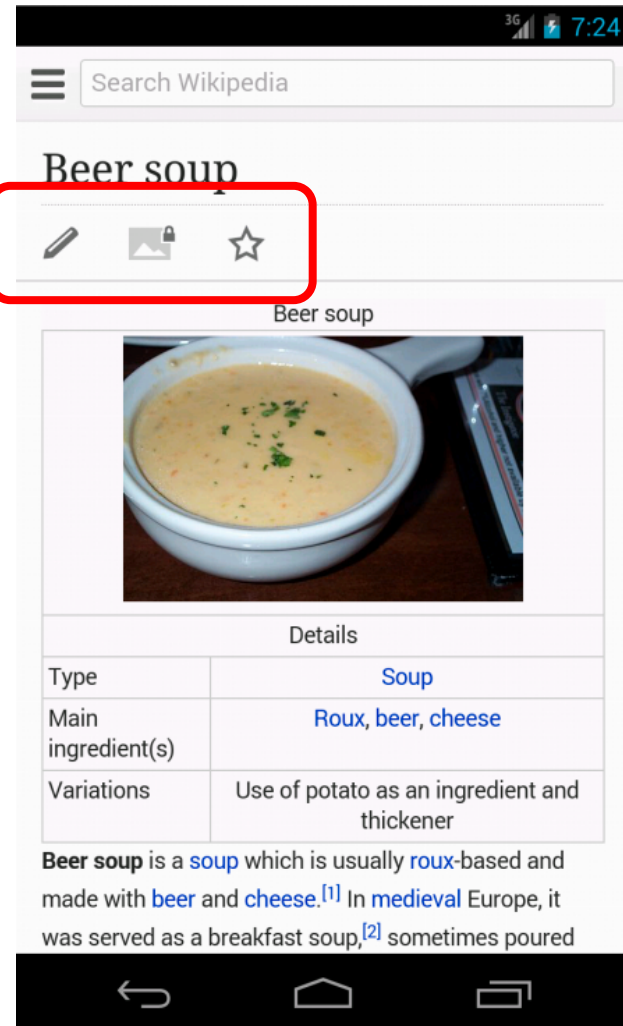 3G 7:24
Search Wikipedia
Beer soup
Beer soup
Details
Type Soup
Main ingredient(s) Roux, beer, cheese
Variations Use of potato as an ingredient and
thickener
Beer soup is a soup which is usually roux-based and
made with beer and cheese.[1] In medieval Europe, it
was served as a breakfast soup,[2] sometimes poured